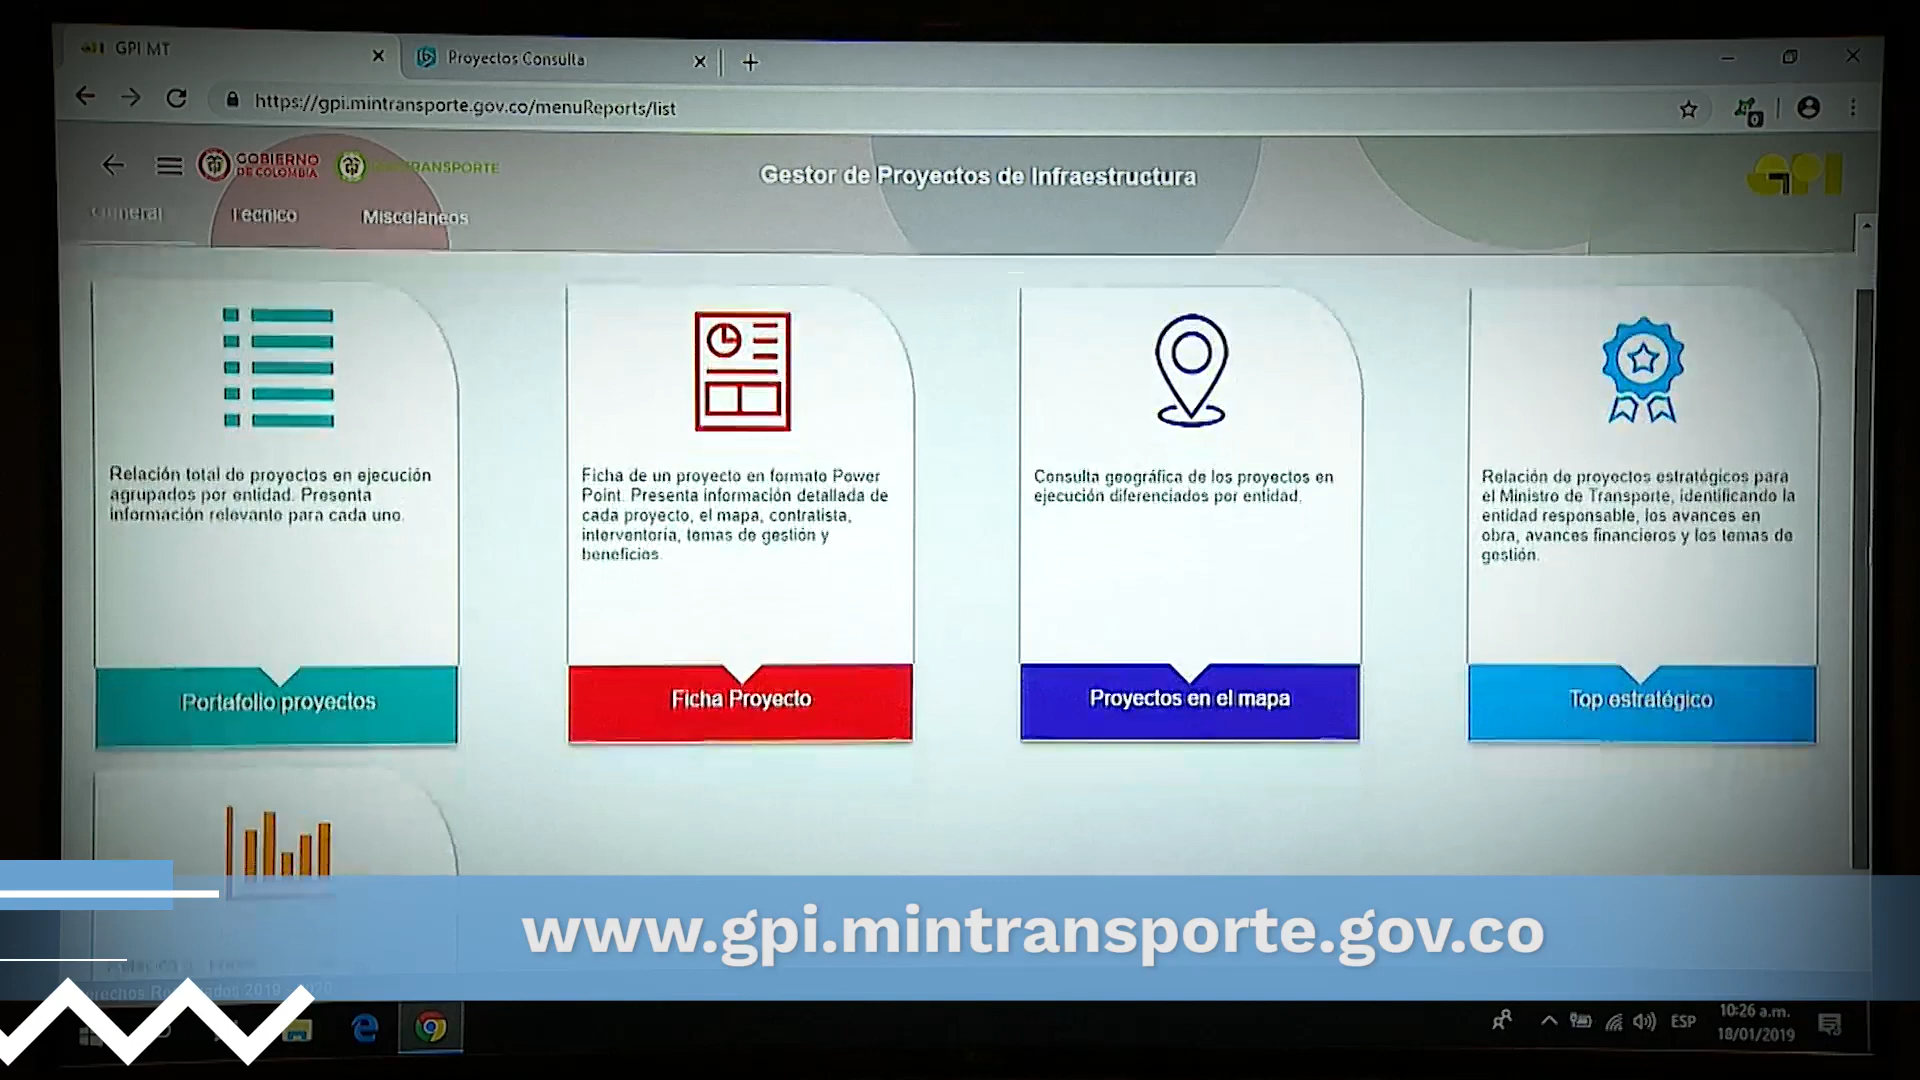 GPI MT
Proyectos Consulta
https://gpi.mintransporte.gov.co/menuReports/list
GOBIERNO
DE COLOMBIA
MINTRANSPORTE
Gestor de Proyectos de Infraestructura
GPI
General
Técnico
Misceláneos
Relación total de proyectos en ejecución
agrupados por entidad. Presenta
información relevante para cada uno.
Portafolio proyectos
Ficha de un proyecto en formato Power
Point. Presenta información detallada de
cada proyecto, el mapa, contratista,
interventoría, temas de gestión y
beneficios.
Ficha Proyecto
Consulta geográfica de los proyectos en
ejecución diferenciados por entidad.
Proyectos en el mapa
Relación de proyectos estratégicos para
el Ministro de Transporte, identificando la
entidad responsable, los avances en
obra, avances financieros y los temas de
gestión.
Top estratégico
www.gpi.mintransporte.gov.co
0
ESP
10:26 a.m.
18/01/2019